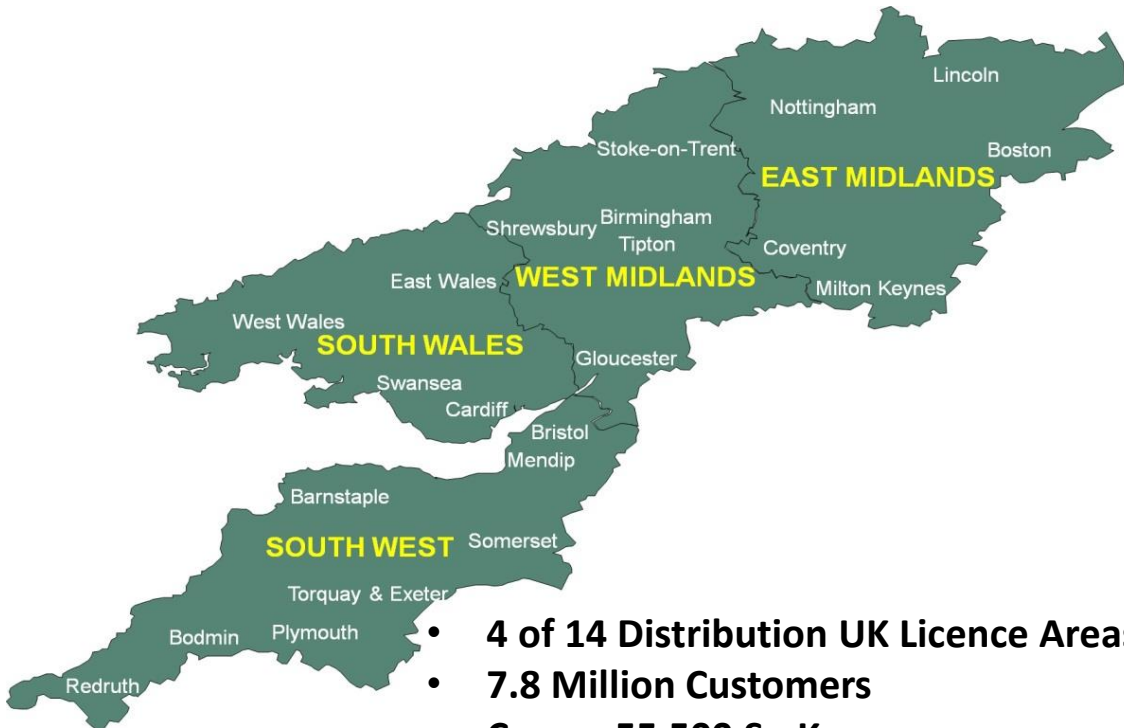 Lincoln
Nottingham
Stoke-on-Trent
Boston
EAST MIDLANDS
Birmingham
Shrewsbury
Tipton
Coventry
East Wales
WEST MIDLANDS
Milton Keynes
West Wales
SOUTH WALES
Gloucester
Swansea
Cardiff
Bristol
Mendip
Barnstaple
SOUTH WEST
Somerset
Torquay & Exeter
Bodmin
Plymouth
Redruth
• 4 of 14 Distribution UK Licence Areas
• 7.8 Million Customers